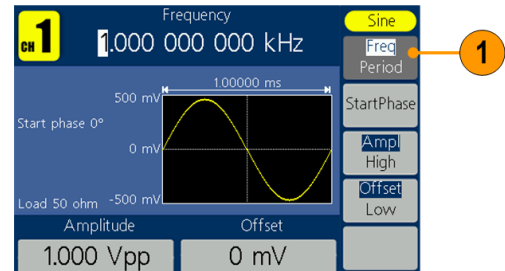 CH 1
Frequency
1.000 000 000 kHz
Sine
Freq
Period
1
1.00000 ms
500 mV
StartPhase
Start phase 0°
0 mV
Ampl
High
Offset
Low
Load 50 ohm
-500 mV
Amplitude
Offset
1.000 Vpp
0 mV